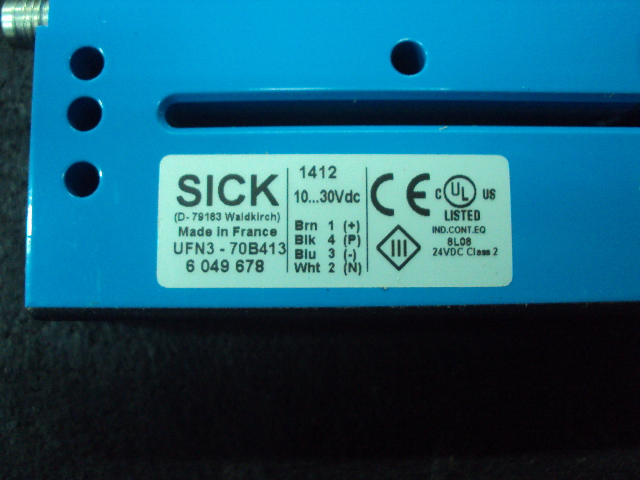 SICK
(D-79183 Waldkirch)
Made in France
UFN3 - 70B413
6 049 678
1412
10...30Vdc
Brn 1 (+)
Blk 4 (P)
Blu 3 (-)
Wht 2 (N)
CE
III
C UL US
LISTED
IND.CONT.EQ
8L08
24VDC Class 2